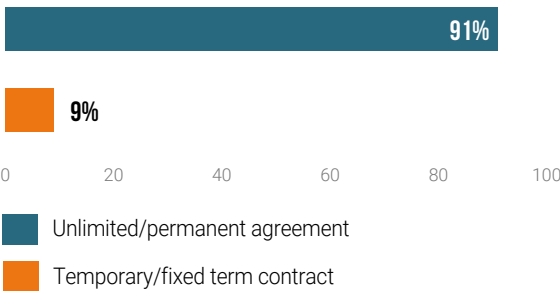 91%
9%
0 20 40 60 80 100
Unlimited/permanent agreement
Temporary/fixed term contract